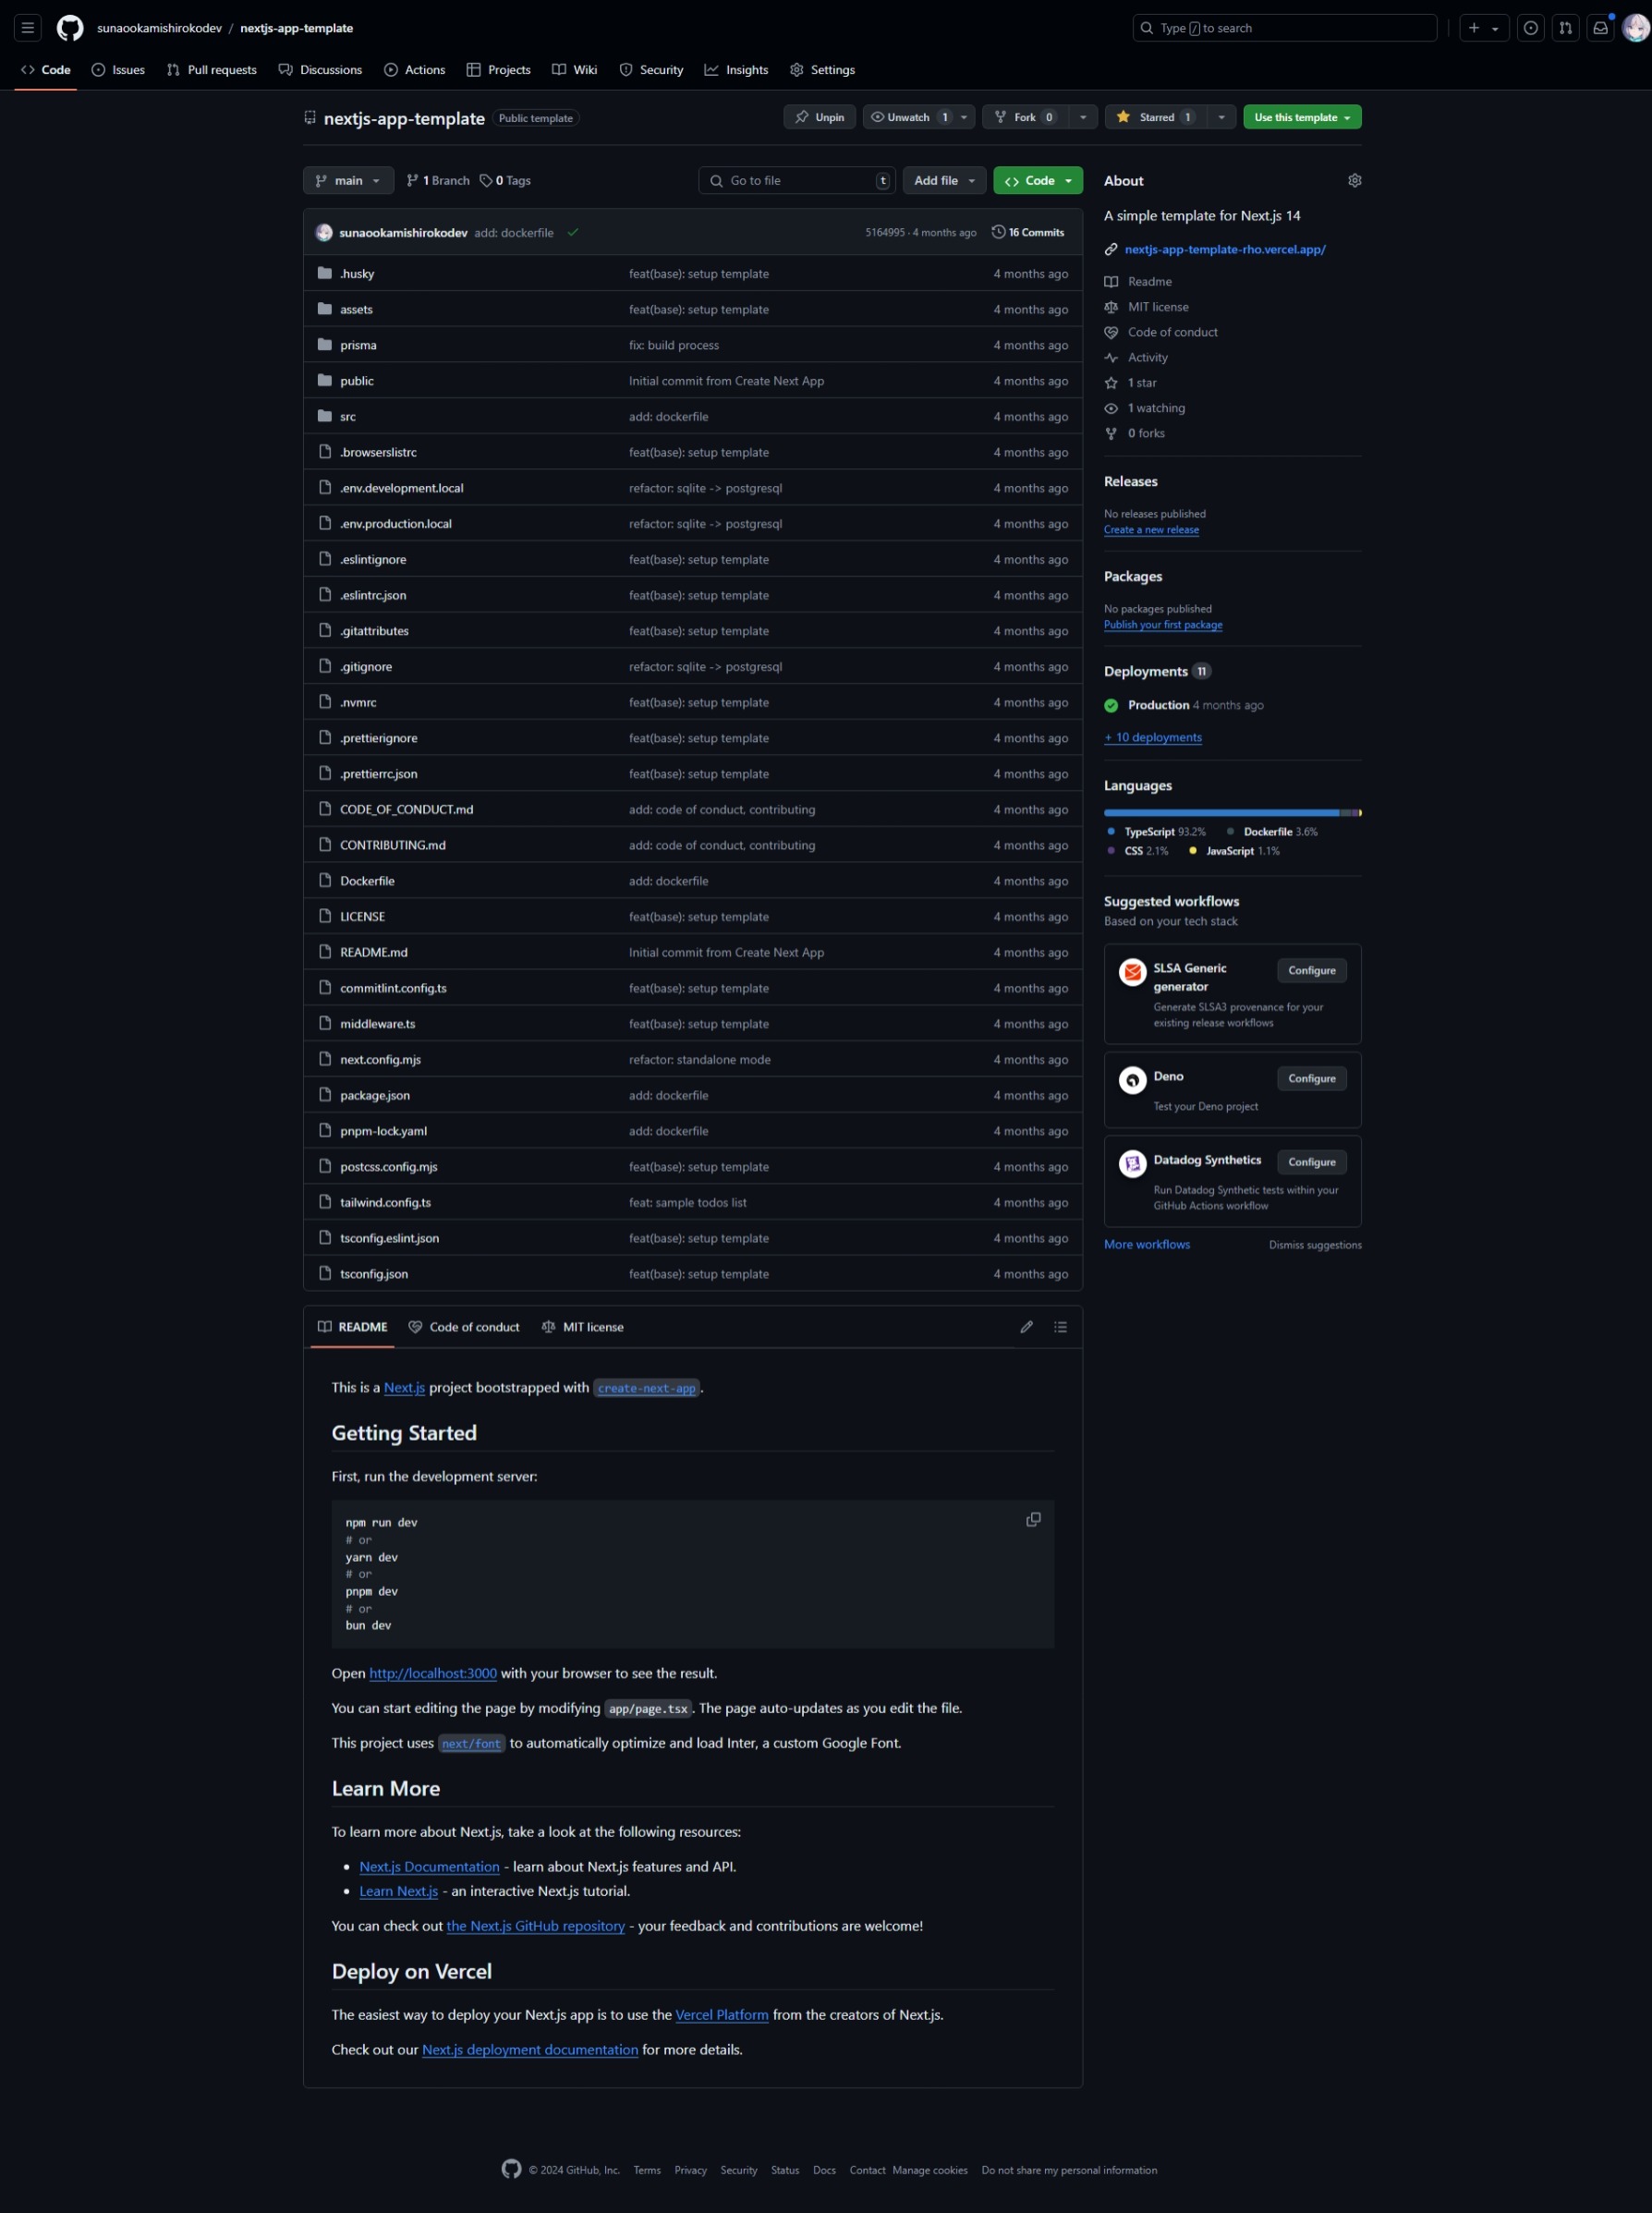 sunaookamishirokodev / nextjs-app-template
Type / to search
Code Issues Pull requests Discussions Actions Projects Wiki Security Insights Settings
nextjs-app-template Public template
Unpin Unwatch 1 Fork 0 Starred 1 Use this template
main 1 Branch 0 Tags
Go to file t Add file Code
sunaookamishirokodev add: dockerfile 5164995 · 4 months ago 16 Commits
.husky feat(base): setup template 4 months ago
assets feat(base): setup template 4 months ago
prisma fix: build process 4 months ago
public Initial commit from Create Next App 4 months ago
src add: dockerfile 4 months ago
.browserslistrc feat(base): setup template 4 months ago
.env.development.local refactor: sqlite -> postgresql 4 months ago
.env.production.local refactor: sqlite -> postgresql 4 months ago
.eslintignore feat(base): setup template 4 months ago
.eslintrc.json feat(base): setup template 4 months ago
.gitattributes feat(base): setup template 4 months ago
.gitignore refactor: sqlite -> postgresql 4 months ago
.nvmrc feat(base): setup template 4 months ago
.prettierignore feat(base): setup template 4 months ago
.prettierrc.json feat(base): setup template 4 months ago
CODE_OF_CONDUCT.md add: code of conduct, contributing 4 months ago
CONTRIBUTING.md add: code of conduct, contributing 4 months ago
Dockerfile add: dockerfile 4 months ago
LICENSE feat(base): setup template 4 months ago
README.md Initial commit from Create Next App 4 months ago
commitlint.config.ts feat(base): setup template 4 months ago
middleware.ts feat(base): setup template 4 months ago
next.config.mjs refactor: standalone mode 4 months ago
package.json add: dockerfile 4 months ago
pnpm-lock.yaml add: dockerfile 4 months ago
postcss.config.mjs feat(base): setup template 4 months ago
tailwind.config.ts feat: sample todos list 4 months ago
tsconfig.eslint.json feat(base): setup template 4 months ago
tsconfig.json feat(base): setup template 4 months ago
README Code of conduct MIT license
This is a Next.js project bootstrapped with create-next-app.
Getting Started
First, run the development server:
npm run dev
# or
yarn dev
# or
pnpm dev
# or
bun dev
Open http://localhost:3000 with your browser to see the result.
You can start editing the page by modifying app/page.tsx. The page auto-updates as you edit the file.
This project uses next/font to automatically optimize and load Inter, a custom Google Font.
Learn More
To learn more about Next.js, take a look at the following resources:
• Next.js Documentation - learn about Next.js features and API.
• Learn Next.js - an interactive Next.js tutorial.
You can check out the Next.js GitHub repository - your feedback and contributions are welcome!
Deploy on Vercel
The easiest way to deploy your Next.js app is to use the Vercel Platform from the creators of Next.js.
Check out our Next.js deployment documentation for more details.
About
A simple template for Next.js 14
nextjs-app-template-rho.vercel.app/
Readme
MIT license
Code of conduct
Activity
1 star
1 watching
0 forks
Releases
No releases published
Create a new release
Packages
No packages published
Publish your first package
Deployments 11
Production 4 months ago
+ 10 deployments
Languages
TypeScript 93.2% Dockerfile 3.6%
CSS 2.1% JavaScript 1.1%
Suggested workflows
Based on your tech stack
SLSA Generic generator Configure
Generate SLSA3 provenance for your
existing release workflows
Deno Configure
Test your Deno project
Datadog Synthetics Configure
Run Datadog Synthetic tests within your
GitHub Actions workflow
More workflows Dismiss suggestions
© 2024 GitHub, Inc. Terms Privacy Security Status Docs Contact Manage cookies Do not share my personal information